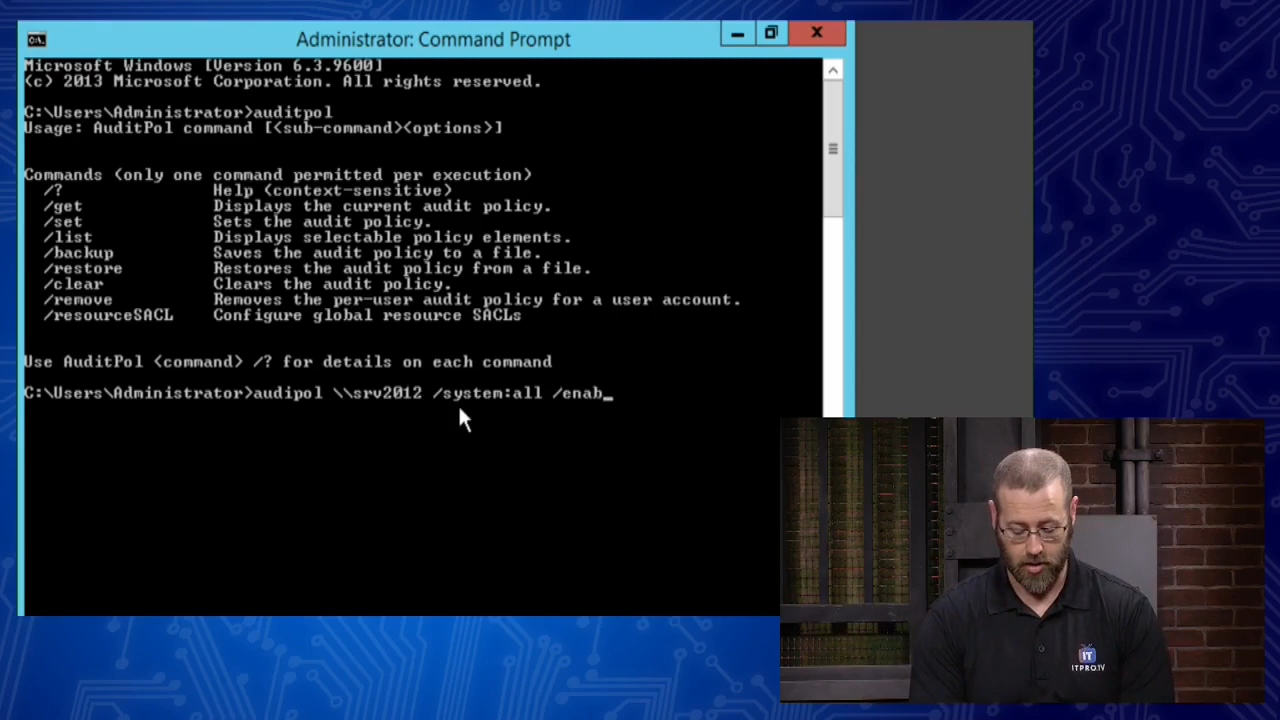 Administrator: Command Prompt
Microsoft Windows [Version 6.3.9600]
(c) 2013 Microsoft Corporation. All rights reserved.
C:\Users\Administrator>auditpol
Usage: AuditPol command [<sub-command><options>]
Commands (only one command permitted per execution)
/? Help (context-sensitive)
/get Displays the current audit policy.
/set Sets the audit policy.
/list Displays selectable policy elements.
/backup Saves the audit policy to a file.
/restore Restores the audit policy from a file.
/clear Clears the audit policy.
/remove Removes the per-user audit policy for a user account.
/resourceSACL Configure global resource SACLs
Use AuditPol <command> /? for details on each command
C:\Users\Administrator>audipol \\srv2012 /system:all /enab_
IT
ITPRO.TV